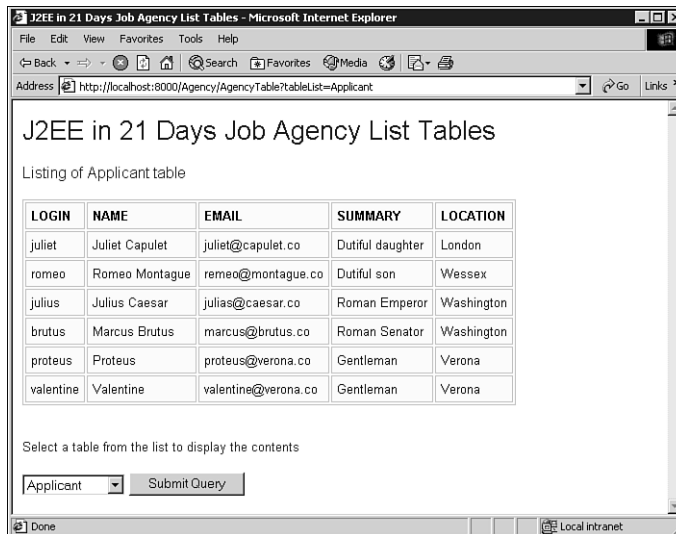 J2EE in 21 Days Job Agency List Tables - Microsoft Internet Explorer
File Edit View Favorites Tools Help
Back Search Favorites Media
Address http://localhost:8000/Agency/AgencyTable?tableList=Applicant Go Links
J2EE in 21 Days Job Agency List Tables
Listing of Applicant table
LOGIN NAME EMAIL SUMMARY LOCATION
juliet Juliet Capulet juliet@capulet.co Dutiful daughter London
romeo Romeo Montague remeo@montague.co Dutiful son Wessex
julius Julius Caesar julias@caesar.co Roman Emperor Washington
brutus Marcus Brutus marcus@brutus.co Roman Senator Washington
proteus Proteus proteus@verona.co Gentleman Verona
valentine Valentine valentine@verona.co Gentleman Verona
Select a table from the list to display the contents
Applicant Submit Query
Done Local intranet